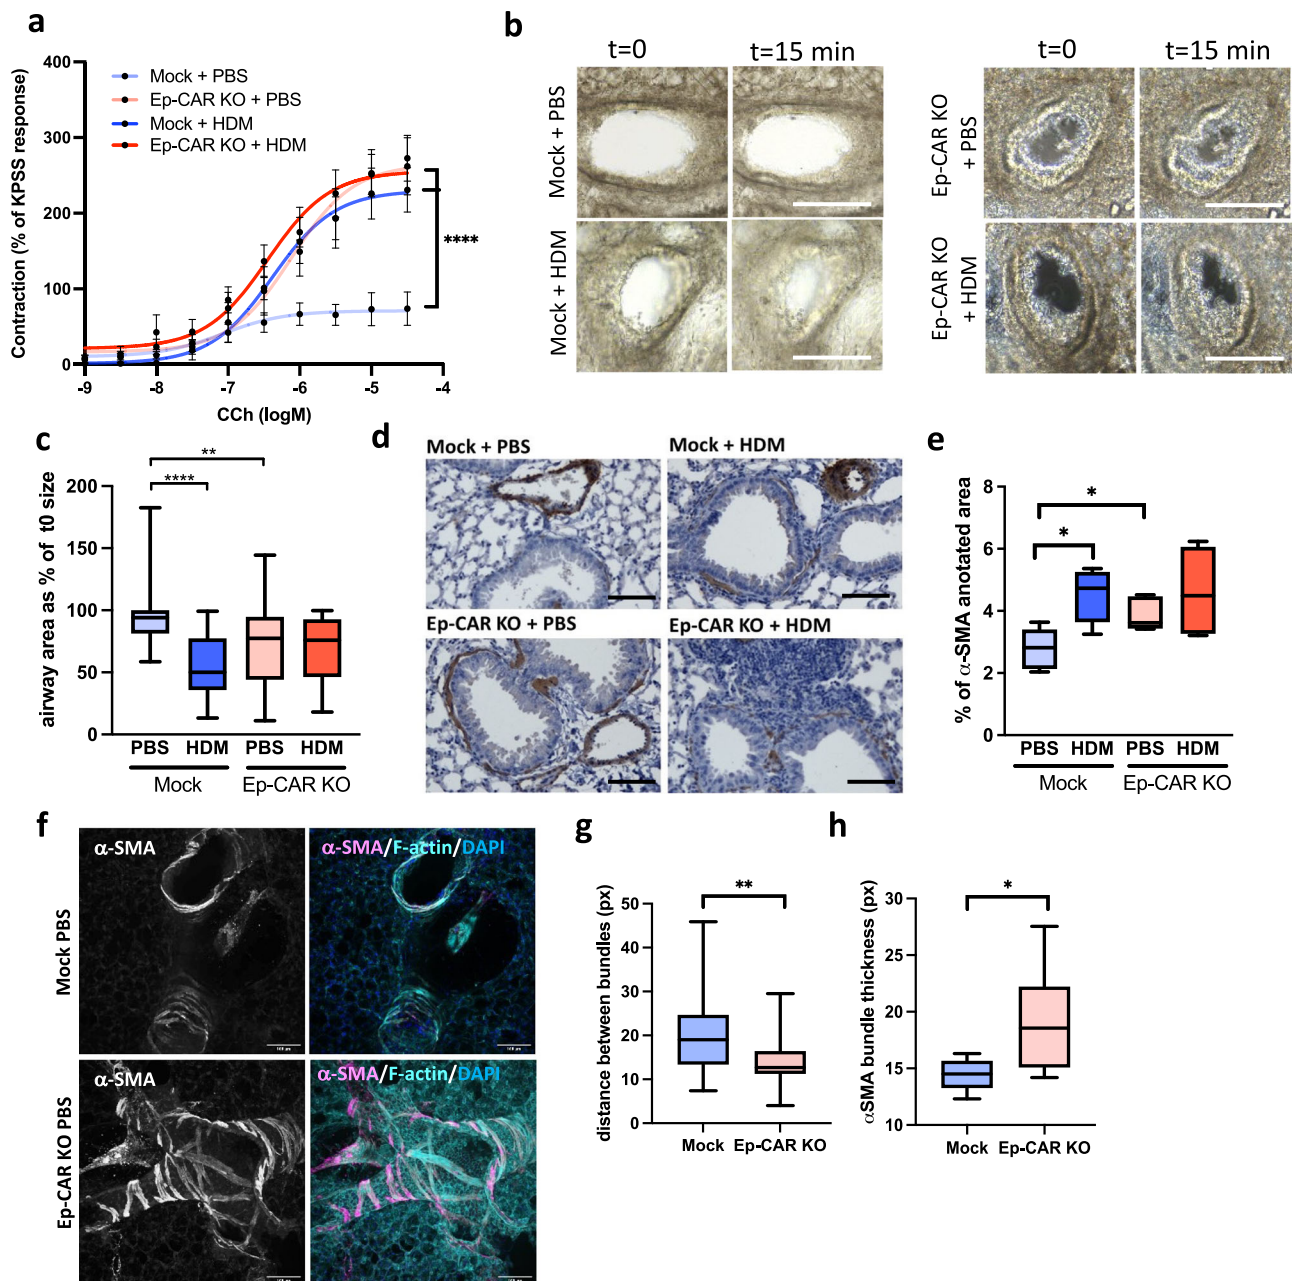 a
Contraction (% of KPSS response)
400
300
200
100
0
-9
-8
-7
-6
-5
-4
CCh (logM)
Mock + PBS
Ep-CAR KO + PBS
Mock + HDM
Ep-CAR KO + HDM
****
b
t=0
t=15 min
t=0
t=15 min
Mock + PBS
Mock + HDM
Ep-CAR KO
+ PBS
Ep-CAR KO
+ HDM
c
airway area as % of t0 size
200
150
100
50
0
**
****
PBS
HDM
PBS
HDM
Mock
Ep-CAR KO
d
Mock + PBS
Mock + HDM
Ep-CAR KO + PBS
Ep-CAR KO + HDM
e
% of α-SMA anotated area
8
6
4
2
0
*
*
PBS
HDM
PBS
HDM
Mock
Ep-CAR KO
f
Mock PBS
α-SMA
α-SMA/F-actin/DAPI
Ep-CAR KO PBS
α-SMA
α-SMA/F-actin/DAPI
g
distance between bundles (px)
50
40
30
20
10
0
**
Mock
Ep-CAR KO
h
αSMA bundle thickness (px)
30
25
20
15
10
*
Mock
Ep-CAR KO